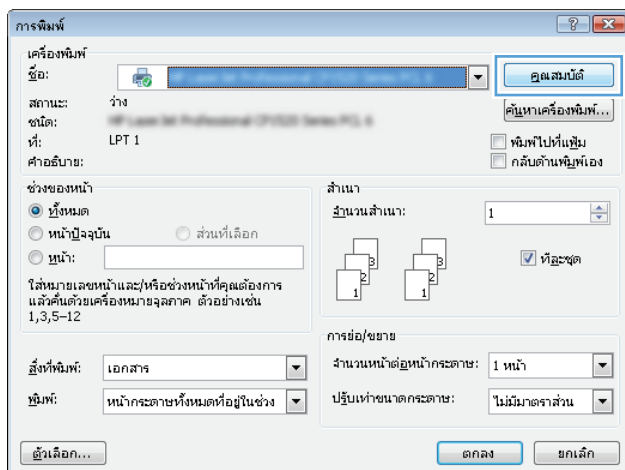 การพิมพ์
เครื่องพิมพ์
ชื่อ:
คุณสมบัติ
สถานะ: ว่าง
ค้นหาเครื่องพิมพ์...
ชนิด:
ที่: LPT 1
พิมพ์ไปที่แฟ้ม
คำอธิบาย:
กลับด้านพิมพ์เอง
ช่วงของหน้า
ทั้งหมด
หน้าปัจจุบัน ส่วนที่เลือก
หน้า:
ใส่หมายเลขหน้าและ/หรือช่วงหน้าที่คุณต้องการ
แล้วคั่นด้วยเครื่องหมายจุลภาค ตัวอย่างเช่น
1,3,5–12
สำเนา
จำนวนสำเนา: 1
3 3
2 2
1 1
ทีละชุด
สิ่งที่พิมพ์: เอกสาร
พิมพ์: หน้ากระดาษทั้งหมดที่อยู่ในช่วง
การย่อ/ขยาย
จำนวนหน้าต่อหน้ากระดาษ: 1 หน้า
ปรับเท่าขนาดกระดาษ: ไม่มีมาตราส่วน
ตัวเลือก...
ตกลง ยกเลิก